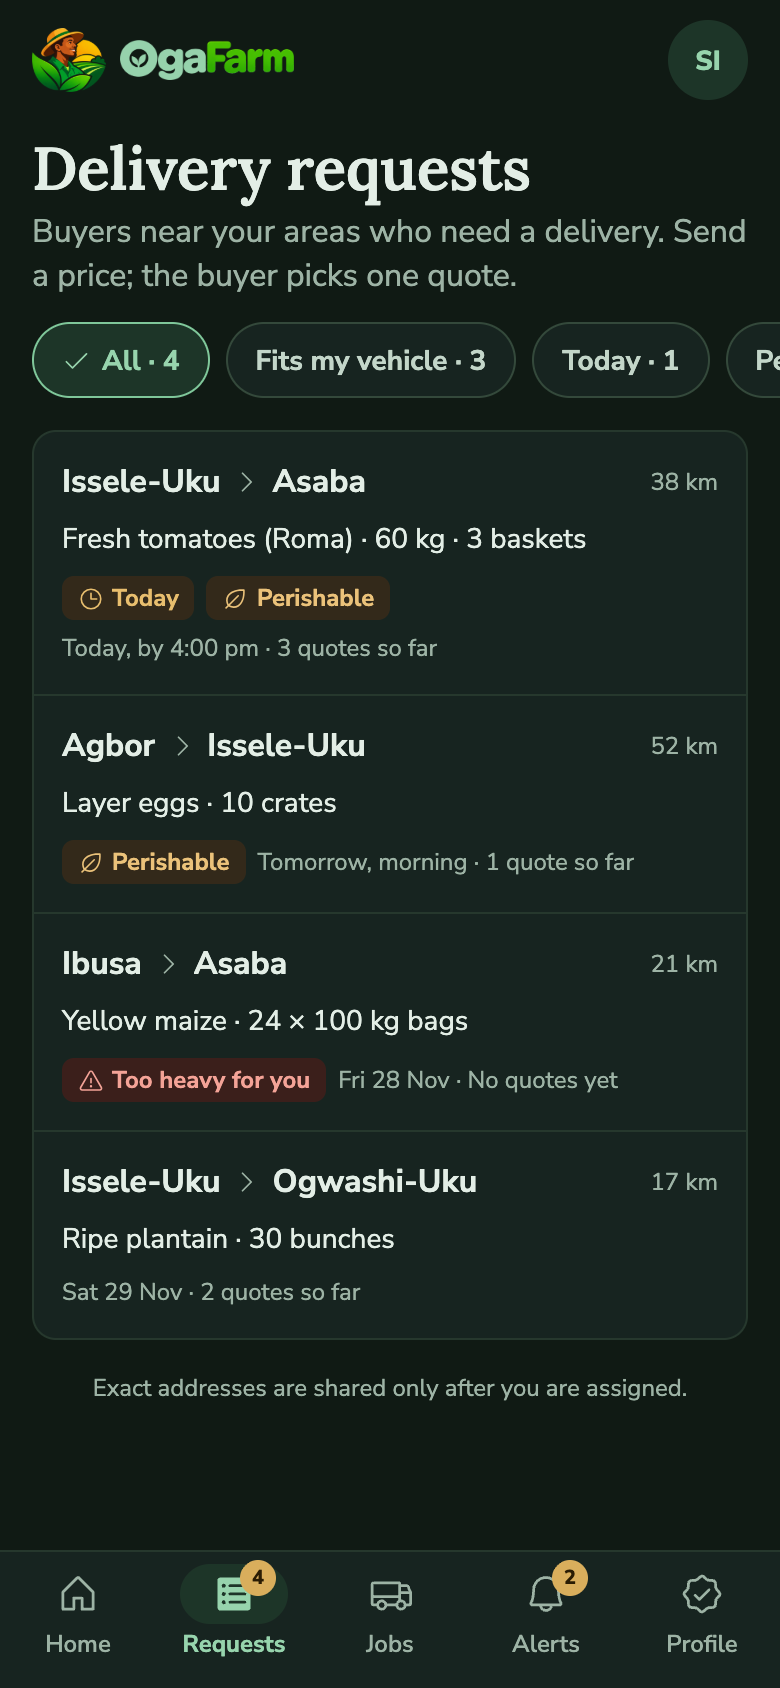 OgaFarm
SI
Delivery requests
Buyers near your areas who need a delivery. Send
a price; the buyer picks one quote.
All · 4
Fits my vehicle · 3
Today · 1
Pe
Issele-Uku > Asaba
38 km
Fresh tomatoes (Roma) · 60 kg · 3 baskets
Today
Perishable
Today, by 4:00 pm · 3 quotes so far
Agbor > Issele-Uku
52 km
Layer eggs · 10 crates
Perishable
Tomorrow, morning · 1 quote so far
Ibusa > Asaba
21 km
Yellow maize · 24 × 100 kg bags
Too heavy for you
Fri 28 Nov · No quotes yet
Issele-Uku > Ogwashi-Uku
17 km
Ripe plantain · 30 bunches
Sat 29 Nov · 2 quotes so far
Exact addresses are shared only after you are assigned.
4
2
Home
Requests
Jobs
Alerts
Profile